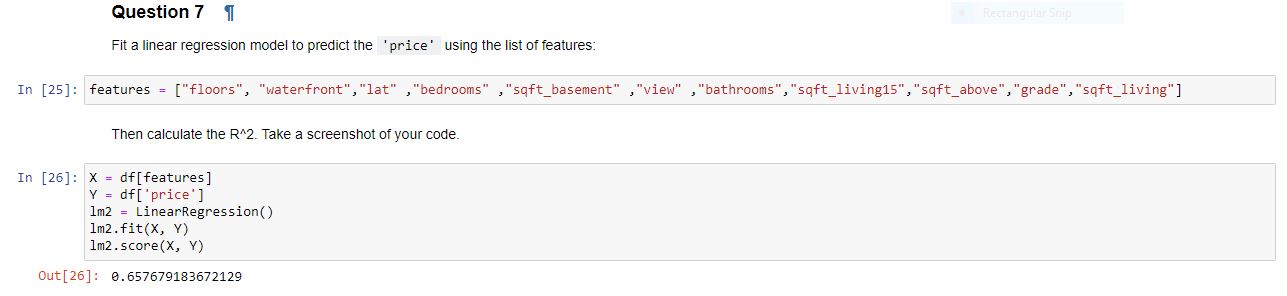 Rectangular Snip
Question 7 ¶
Fit a linear regression model to predict the 'price' using the list of features:
In [25]: features = ["floors", "waterfront","lat" ,"bedrooms" ,"sqft_basement" ,"view" ,"bathrooms","sqft_living15","sqft_above","grade","sqft_living"]
Then calculate the R^2. Take a screenshot of your code.
In [26]: X = df[features]
Y = df['price']
lm2 = LinearRegression()
lm2.fit(X, Y)
lm2.score(X, Y)
Out[26]: 0.657679183672129